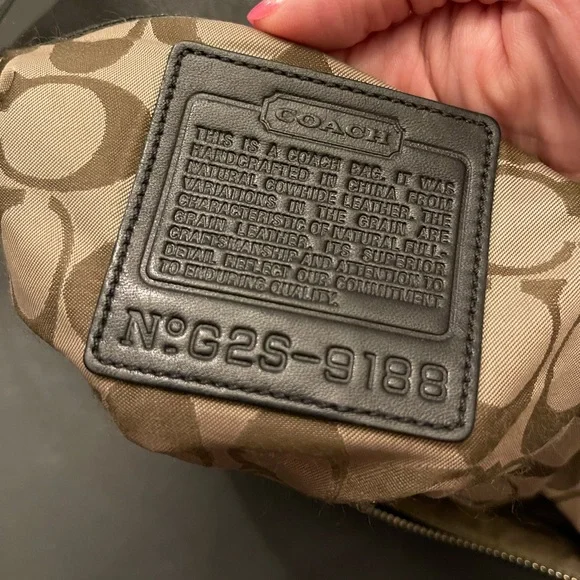 COACH
THIS IS A COACH BAG. IT WAS
HANDCRAFTED IN CHINA FROM
NATURAL COWHIDE LEATHER. THE
VARIATIONS IN THE GRAIN ARE
CHARACTERISTIC OF NATURAL FULL-
GRAIN LEATHER. ITS SUPERIOR
CRAFTSMANSHIP AND ATTENTION TO
DETAIL REFLECT OUR COMMITMENT
TO ENDURING QUALITY.
Nº G2S-9188